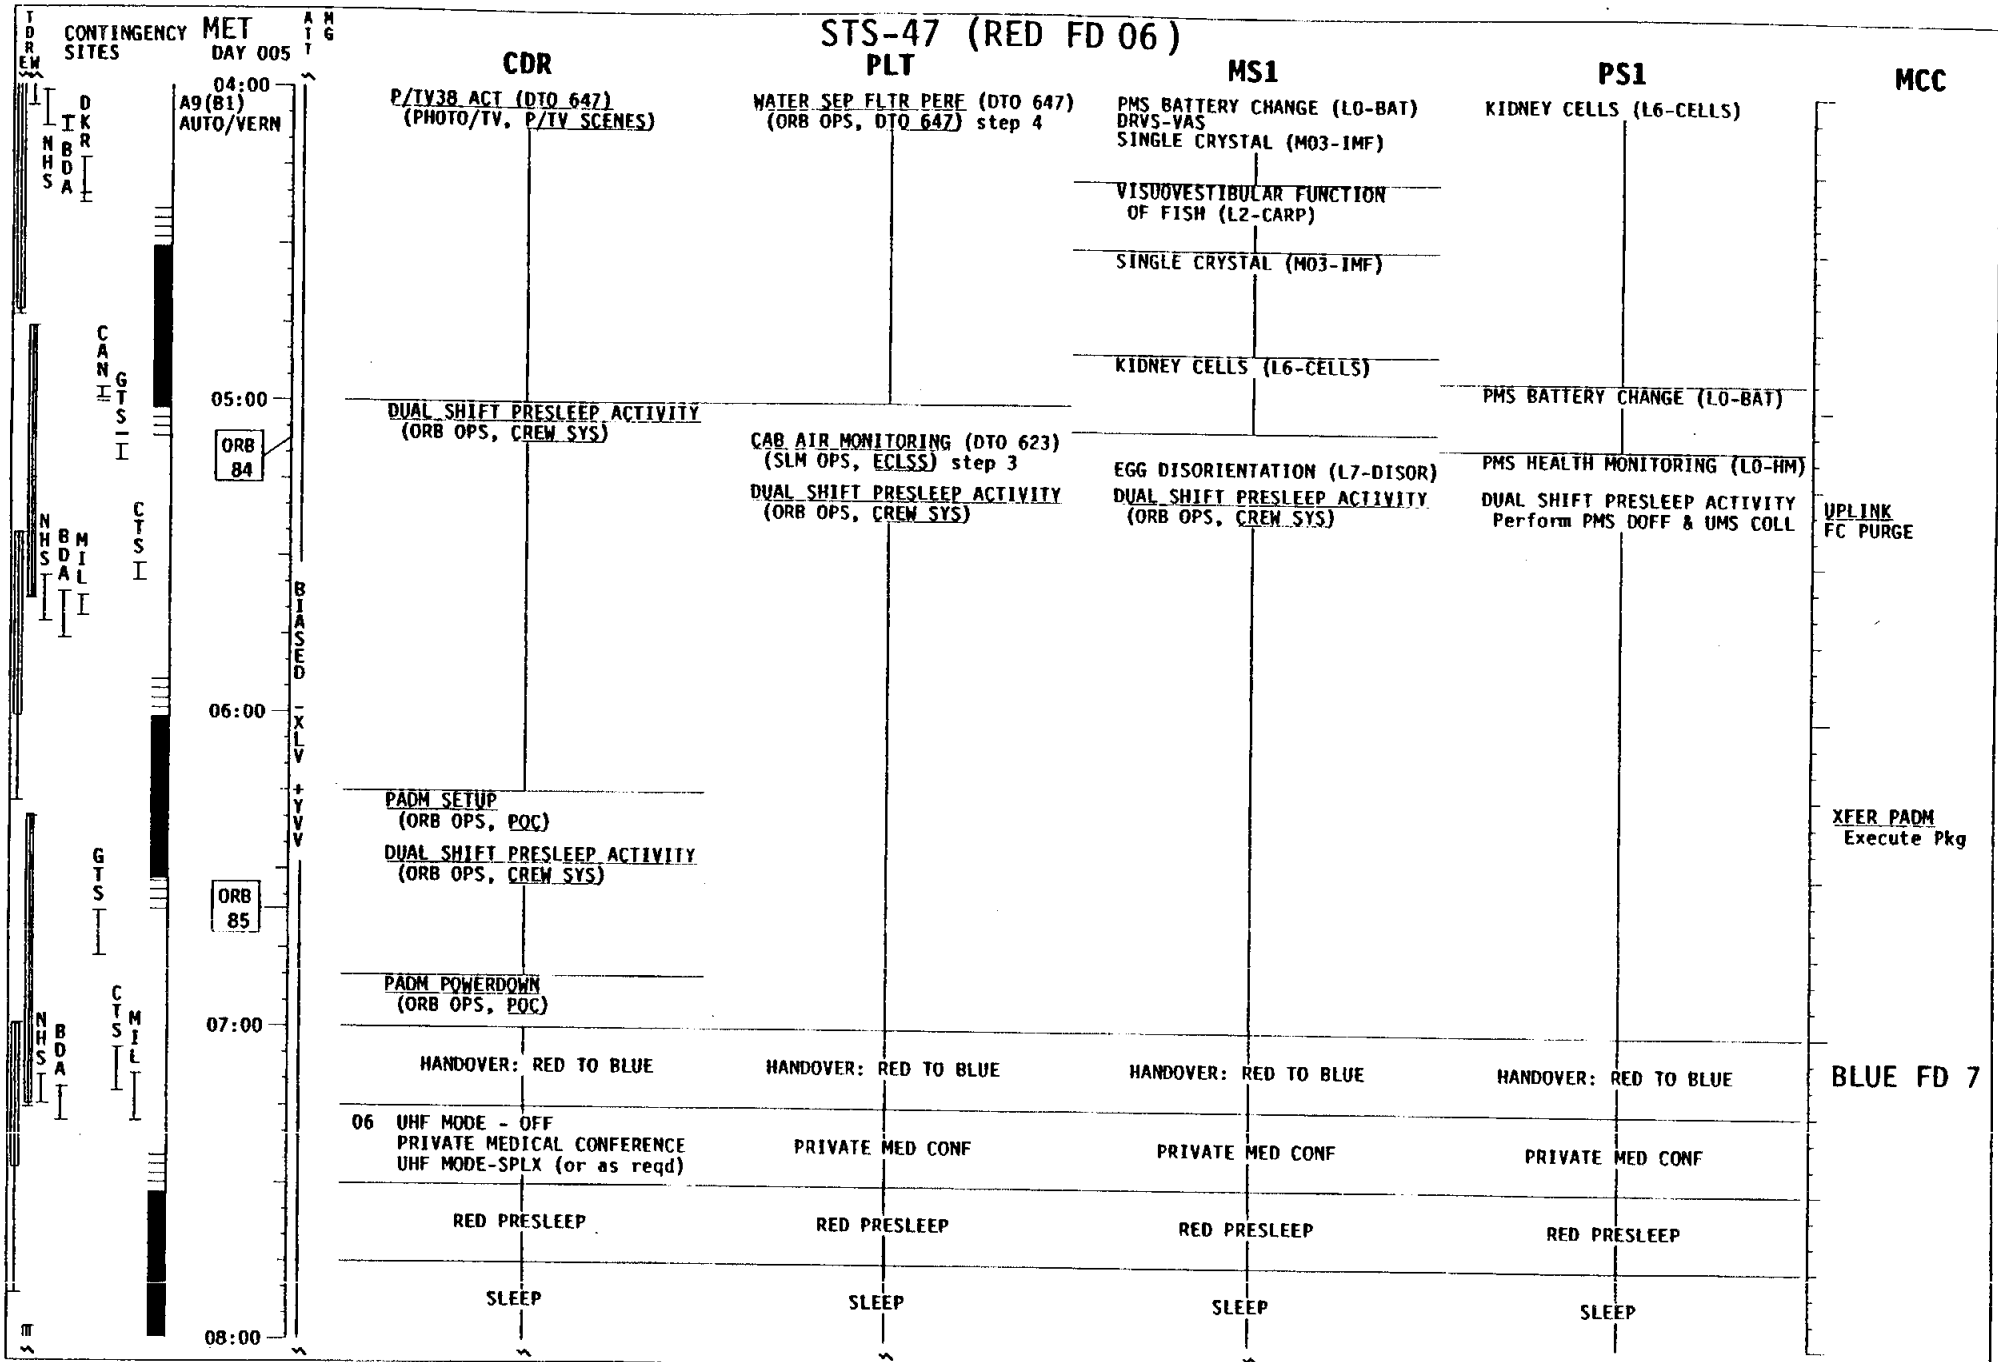 STS-47 (RED FD 06)
TDRE W
CONTINGENCY SITES
MET
DAY 005
ATT
MG
CDR
PLT
MS1
PS1
MCC
04:00
A9(B1)
AUTO/VERN
DKR
I BDA
NHS
P/TV38 ACT (DTO 647)
(PHOTO/TV, P/TV SCENES)
WATER SEP FLTR PERF (DTO 647)
(ORB OPS, DTO 647) step 4
PMS BATTERY CHANGE (L0-BAT)
DRVS-VAS
SINGLE CRYSTAL (M03-IMF)
KIDNEY CELLS (L6-CELLS)
VISUOVESTIBULAR FUNCTION
OF FISH (L2-CARP)
SINGLE CRYSTAL (M03-IMF)
CAN
GTS
KIDNEY CELLS (L6-CELLS)
05:00
ORB
84
DUAL SHIFT PRESLEEP ACTIVITY
(ORB OPS, CREW SYS)
CAB AIR MONITORING (DTO 623)
(SLM OPS, ECLSS) step 3
DUAL SHIFT PRESLEEP ACTIVITY
(ORB OPS, CREW SYS)
EGG DISORIENTATION (L7-DISOR)
DUAL SHIFT PRESLEEP ACTIVITY
(ORB OPS, CREW SYS)
PMS BATTERY CHANGE (L0-BAT)
PMS HEALTH MONITORING (L0-HM)
DUAL SHIFT PRESLEEP ACTIVITY
Perform PMS DOFF & UMS COLL
UPLINK
FC PURGE
NHS
BDA
MIL
CTS
BIASED -XLV +YVV
06:00
PADM SETUP
(ORB OPS, POC)
DUAL SHIFT PRESLEEP ACTIVITY
(ORB OPS, CREW SYS)
XFER PADM
Execute Pkg
GTS
ORB
85
PADM POWERDOWN
(ORB OPS, POC)
NHS
BDA
CTS
MIL
07:00
HANDOVER: RED TO BLUE
HANDOVER: RED TO BLUE
HANDOVER: RED TO BLUE
HANDOVER: RED TO BLUE
BLUE FD 7
06 UHF MODE - OFF
PRIVATE MEDICAL CONFERENCE
UHF MODE-SPLX (or as reqd)
PRIVATE MED CONF
PRIVATE MED CONF
PRIVATE MED CONF
RED PRESLEEP
RED PRESLEEP
RED PRESLEEP
RED PRESLEEP
SLEEP
SLEEP
SLEEP
SLEEP
08:00